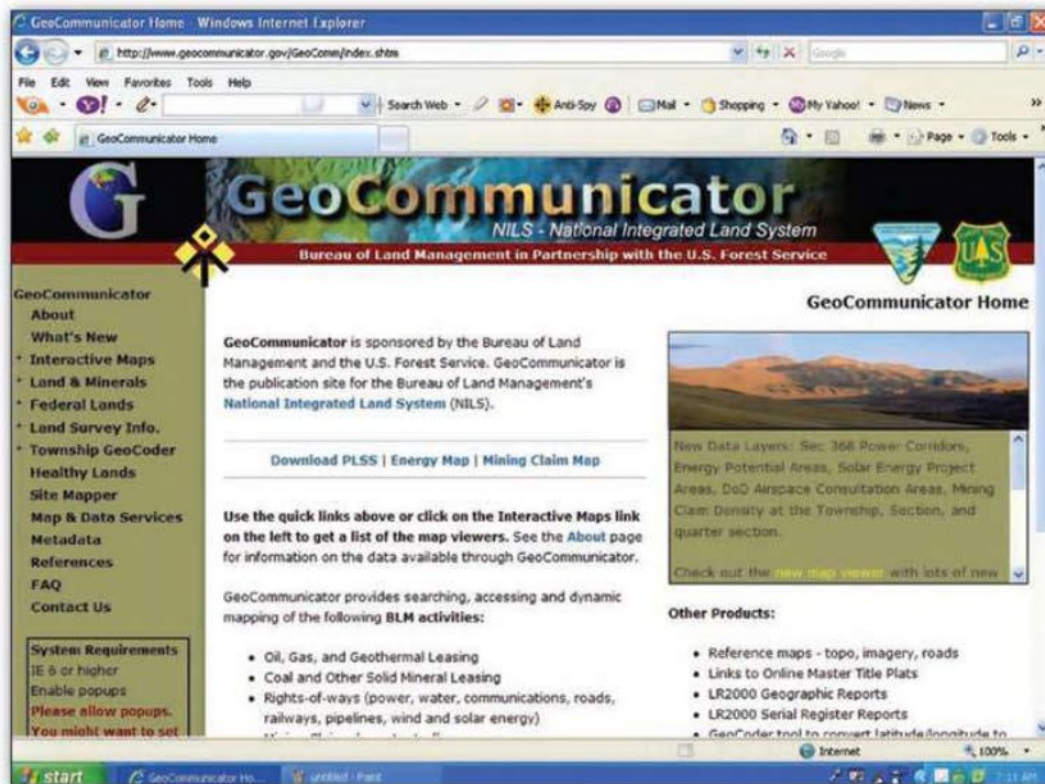 GeoCommunicator Home - Windows Internet Explorer
http://www.geocommunicator.gov/GeoComm/index.shtm
Google
File Edit View Favorites Tools Help
Y! Search Web Anti-Spy Mail Shopping My Yahoo! News
GeoCommunicator Home
Page Tools
G
GeoCommunicator
NILS - National Integrated Land System
Bureau of Land Management in Partnership with the U.S. Forest Service
UAS
GeoCommunicator Home
GeoCommunicator
About
What's New
+ Interactive Maps
+ Land & Minerals
+ Federal Lands
+ Land Survey Info.
+ Township GeoCoder
Healthy Lands
Site Mapper
Map & Data Services
Metadata
References
FAQ
Contact Us
System Requirements
IE 6 or higher
Enable popups
Please allow popups.
You might want to set
GeoCommunicator is sponsored by the Bureau of Land
Management and the U.S. Forest Service. GeoCommunicator is
the publication site for the Bureau of Land Management's
National Integrated Land System (NILS).
Download PLSS | Energy Map | Mining Claim Map
Use the quick links above or click on the Interactive Maps link
on the left to get a list of the map viewers. See the About page
for information on the data available through GeoCommunicator.
GeoCommunicator provides searching, accessing and dynamic
mapping of the following BLM activities:
• Oil, Gas, and Geothermal Leasing
• Coal and Other Solid Mineral Leasing
• Rights-of-ways (power, water, communications, roads,
railways, pipelines, wind and solar energy)
New Data Layers: Sec 368 Power Corridors,
Energy Potential Areas, Solar Energy Project
Areas, DoD Airspace Consultation Areas, Mining
Claim Density at the Township, Section, and
quarter section.
Check out the new map viewer with lots of new
Other Products:
• Reference maps - topo, imagery, roads
• Links to Online Master Title Plats
• LR2000 Geographic Reports
• LR2000 Serial Register Reports
• GeoCoder tool to convert latitude/longitude to
Internet 100%
start GeoCommunicator Ho... untitled - Paint 7:11 AM